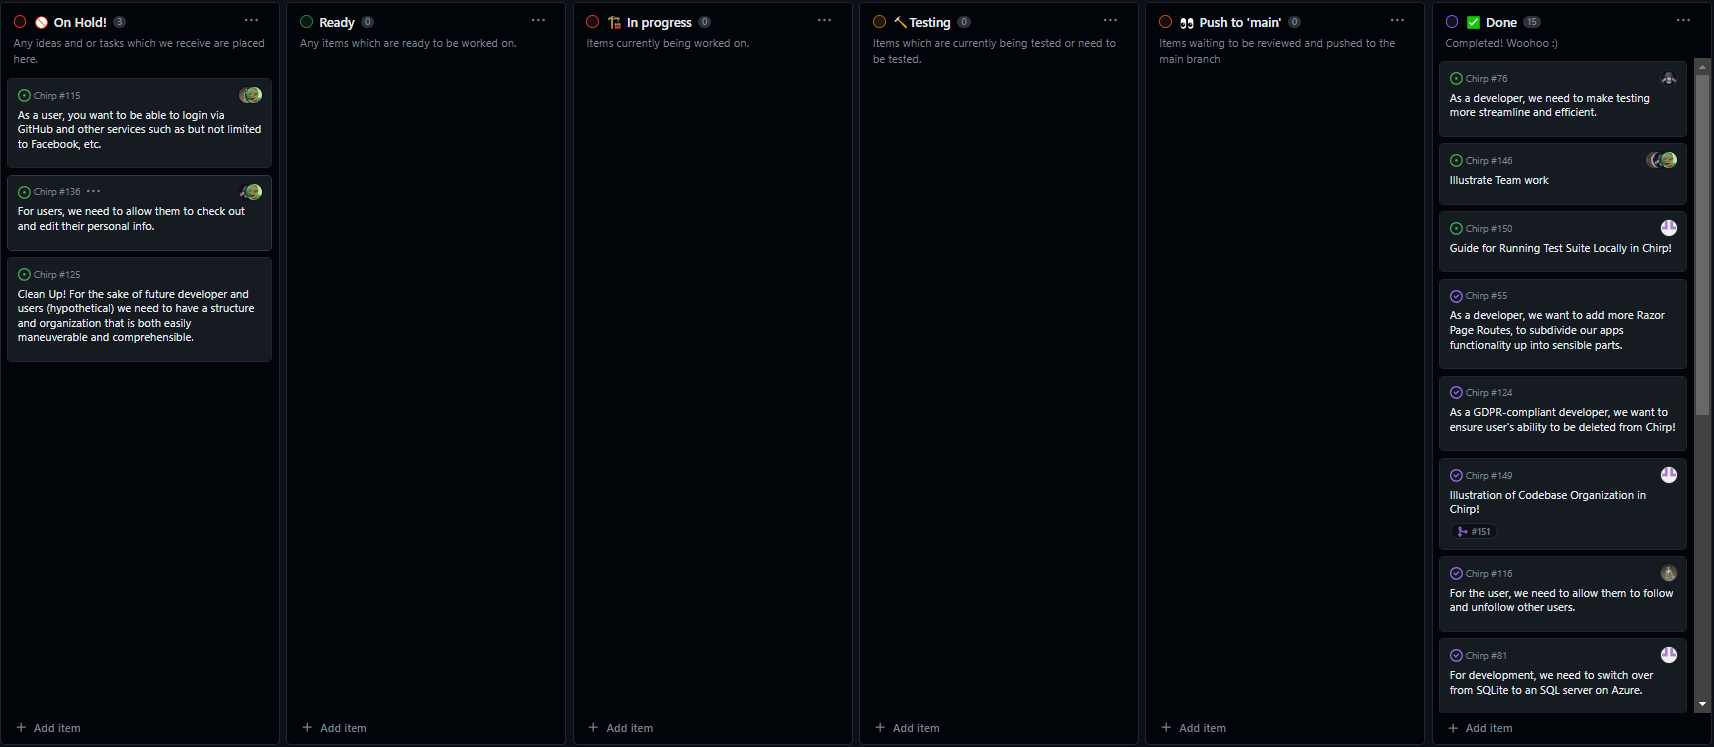 On Hold! 3
Any ideas and or tasks which we receive are placed
here.
Chirp #115
As a user, you want to be able to login via
GitHub and other services such as but not limited
to Facebook, etc.
Chirp #136
For users, we need to allow them to check out
and edit their personal info.
Chirp #125
Clean Up! For the sake of future developer and
users (hypothetical) we need to have a structure
and organization that is both easily
maneuverable and comprehensible.
+ Add item
Ready 0
Any items which are ready to be worked on.
+ Add item
In progress 0
Items currently being worked on.
+ Add item
Testing 0
Items which are currently being tested or need to
be tested.
+ Add item
Push to 'main' 0
Items waiting to be reviewed and pushed to the
main branch
+ Add item
Done 15
Completed! Woohoo :)
Chirp #76
As a developer, we need to make testing
more streamline and efficient.
Chirp #146
Illustrate Team work
Chirp #150
Guide for Running Test Suite Locally in Chirp!
Chirp #55
As a developer, we want to add more Razor
Page Routes, to subdivide our apps
functionality up into sensible parts.
Chirp #124
As a GDPR-compliant developer, we want to
ensure user's ability to be deleted from Chirp!
Chirp #149
Illustration of Codebase Organization in
Chirp!
#151
Chirp #116
For the user, we need to allow them to follow
and unfollow other users.
Chirp #81
For development, we need to switch over
from SQLite to an SQL server on Azure.
+ Add item